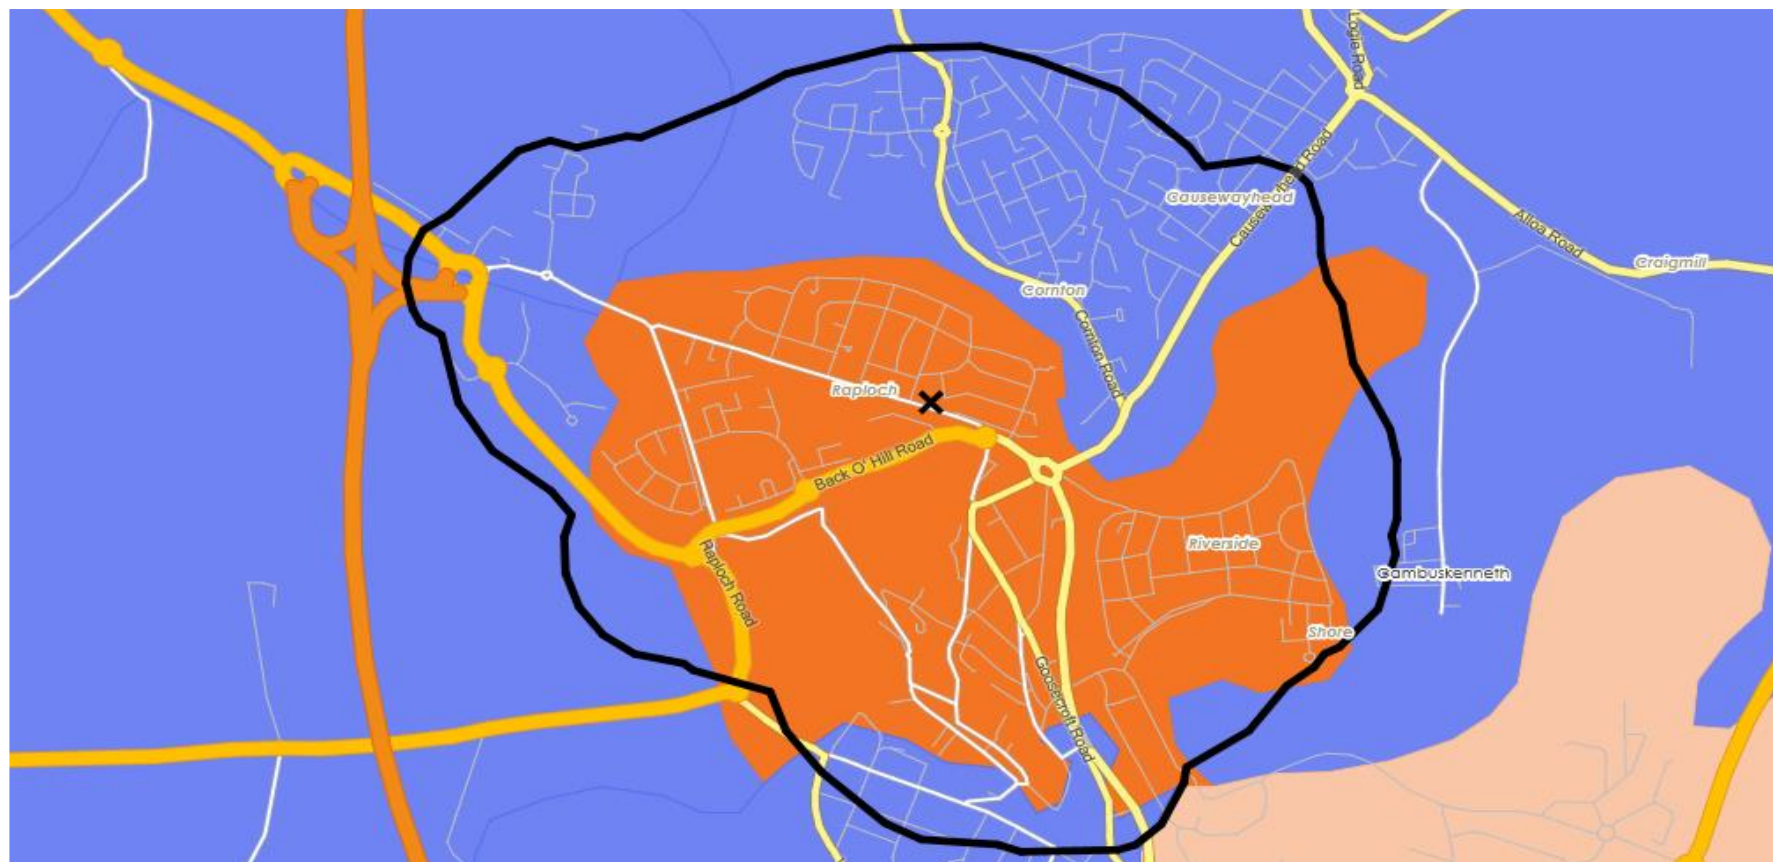 Logie Road
Causewayhead
Causewayhead Road
Alloa Road
Craigmill
Cornton
Cornton Road
Raploch
Back O' Hill Road
Riverside
Cambuskenneth
Raploch Road
Shore
Goosecroft Road